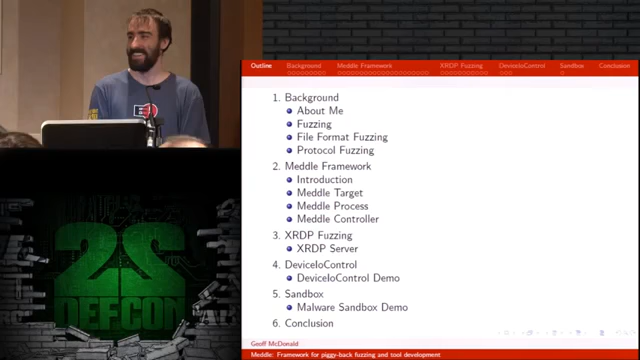 Outline
Background
Meddle Framework
XRDP Fuzzing
DeviceIoControl
Sandbox
Conclusion
1. Background
About Me
Fuzzing
File Format Fuzzing
Protocol Fuzzing
2. Meddle Framework
Introduction
Meddle Target
Meddle Process
Meddle Controller
3. XRDP Fuzzing
XRDP Server
4. DeviceIoControl
DeviceIoControl Demo
5. Sandbox
Malware Sandbox Demo
6. Conclusion
Geoff McDonald
Meddle: Framework for piggy-back fuzzing and tool development
22
DEFCON